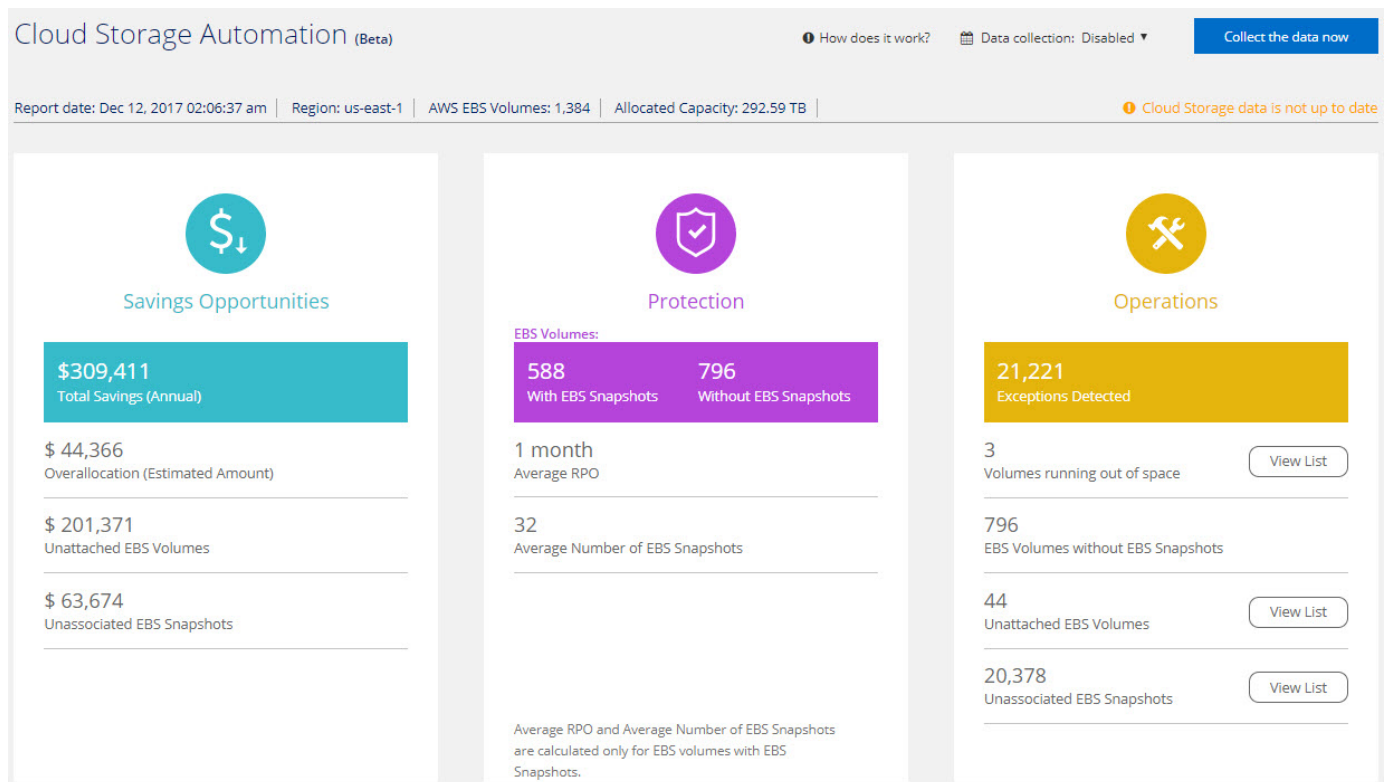 Cloud Storage Automation (Beta)
How does it work?
Data collection: Disabled
Collect the data now
Report date: Dec 12, 2017 02:06:37 am
Region: us-east-1
AWS EBS Volumes: 1,384
Allocated Capacity: 292.59 TB
Cloud Storage data is not up to date
Savings Opportunities
$309,411
Total Savings (Annual)
$ 44,366
Overallocation (Estimated Amount)
$ 201,371
Unattached EBS Volumes
$ 63,674
Unassociated EBS Snapshots
Protection
EBS Volumes:
588
With EBS Snapshots
796
Without EBS Snapshots
1 month
Average RPO
32
Average Number of EBS Snapshots
Average RPO and Average Number of EBS Snapshots
are calculated only for EBS volumes with EBS
Snapshots.
Operations
21,221
Exceptions Detected
3
Volumes running out of space
View List
796
EBS Volumes without EBS Snapshots
44
Unattached EBS Volumes
View List
20,378
Unassociated EBS Snapshots
View List